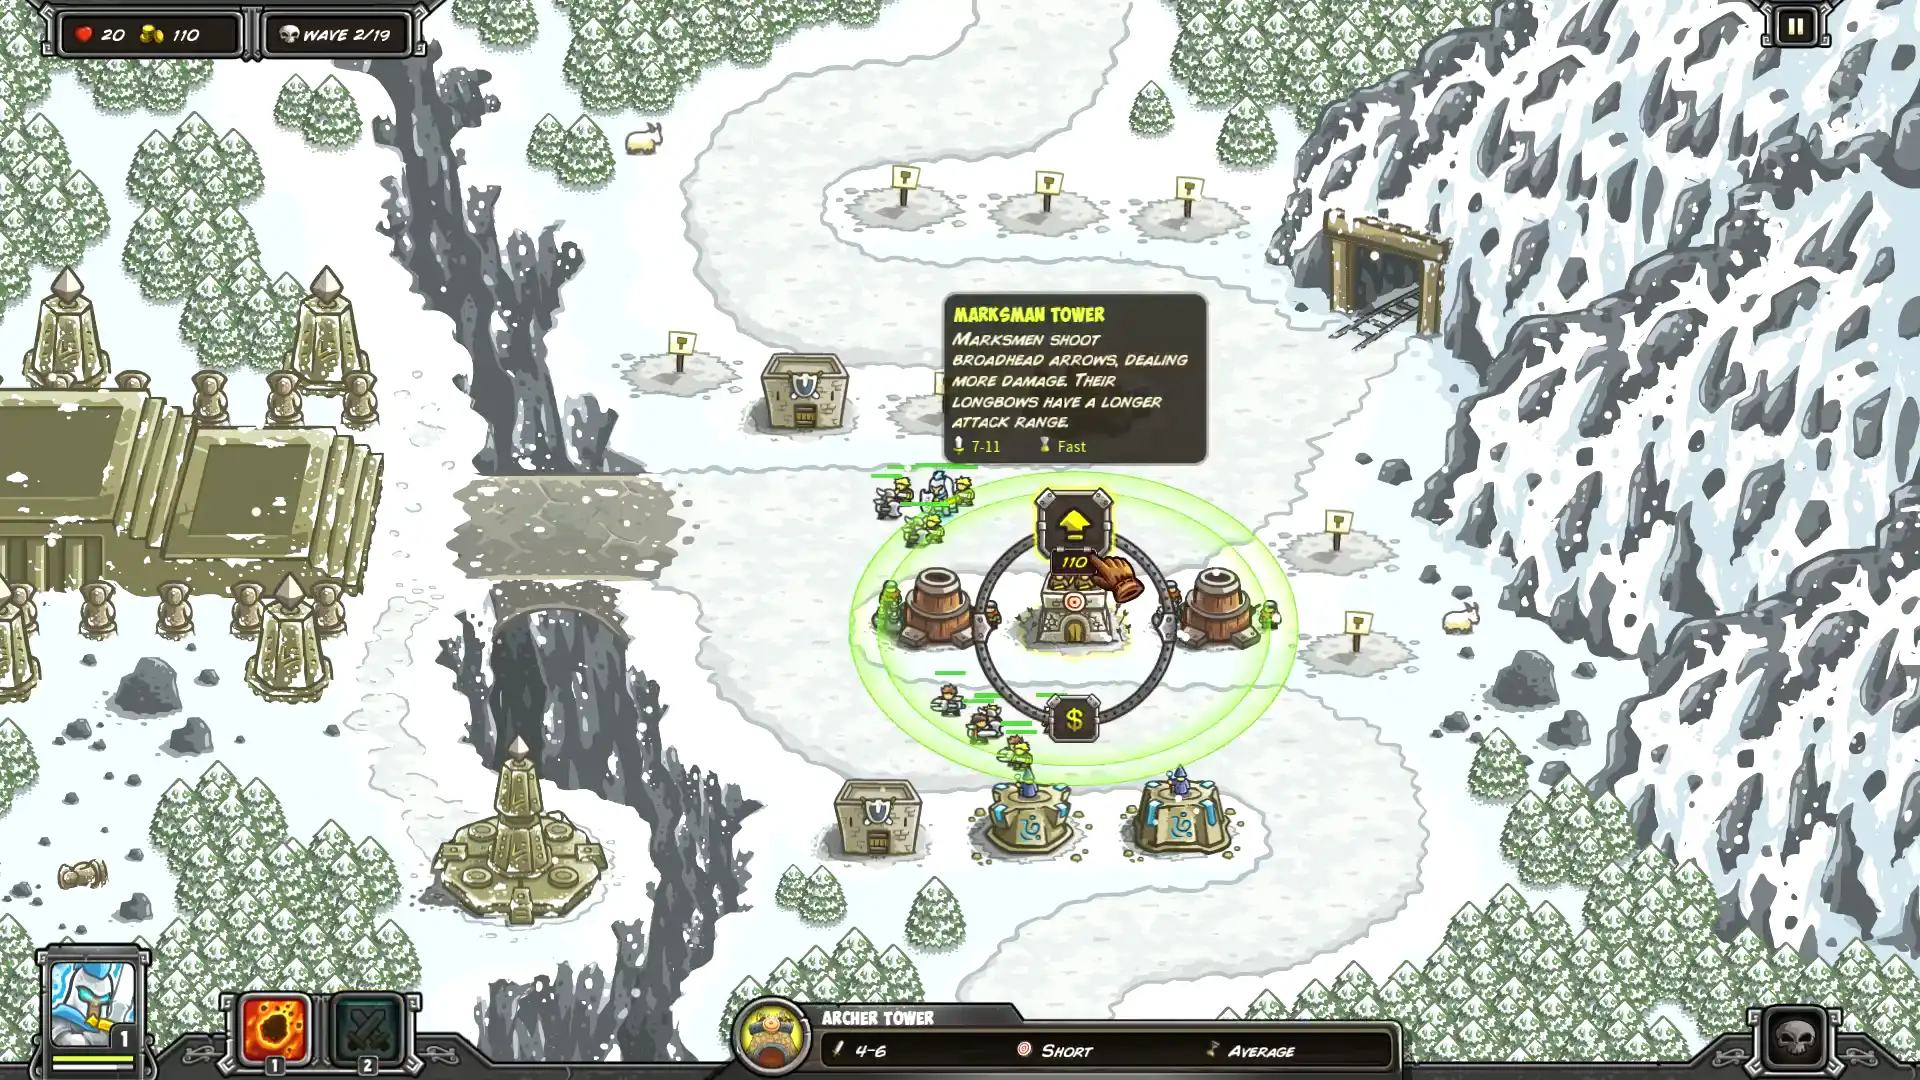 20 110 WAVE 2/19
MARKSMAN TOWER
MARKSMEN SHOOT
BROADHEAD ARROWS, DEALING
MORE DAMAGE. THEIR
LONGBOWS HAVE A LONGER
ATTACK RANGE.
7-11 Fast
110
$
1
1
2
ARCHER TOWER
4-6 SHORT AVERAGE